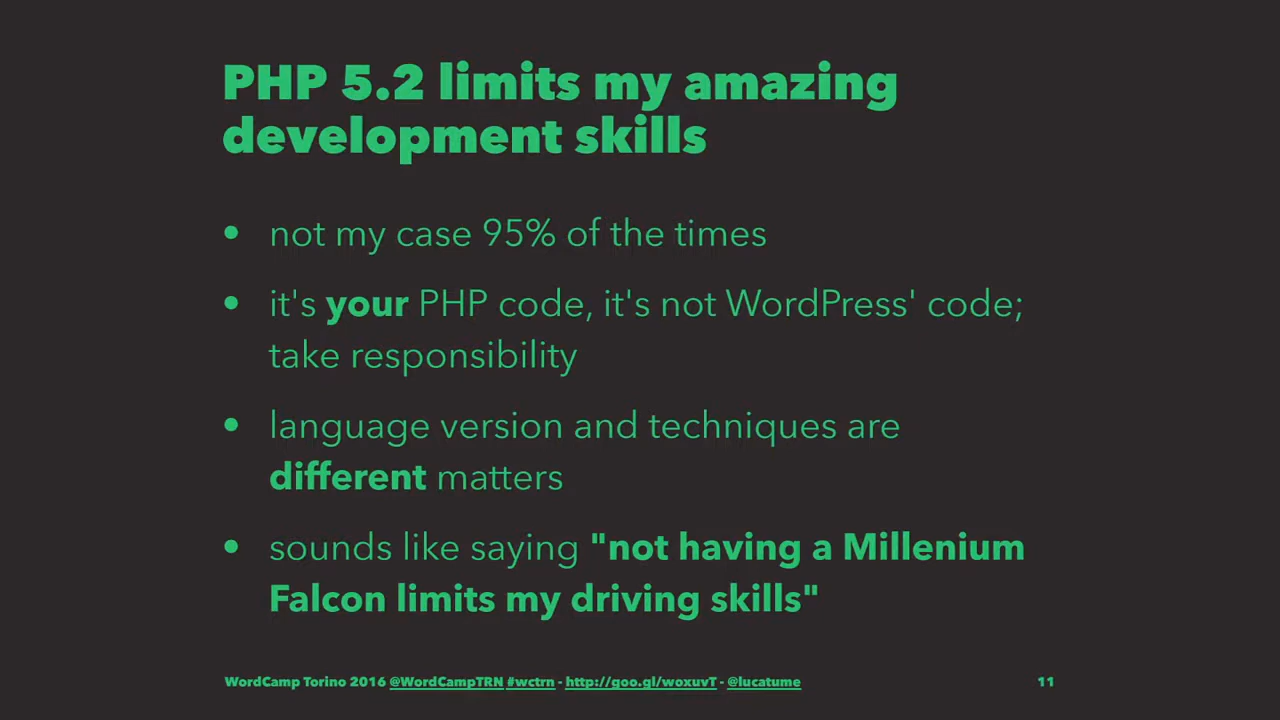 PHP 5.2 limits my amazing
development skills
• not my case 95% of the times
• it's your PHP code, it's not WordPress' code;
take responsibility
• language version and techniques are
different matters
• sounds like saying "not having a Millenium
Falcon limits my driving skills"
WordCamp Torino 2016 @WordCampTRN #wctrn - http://goo.gl/woxuvT - @lucatume 11